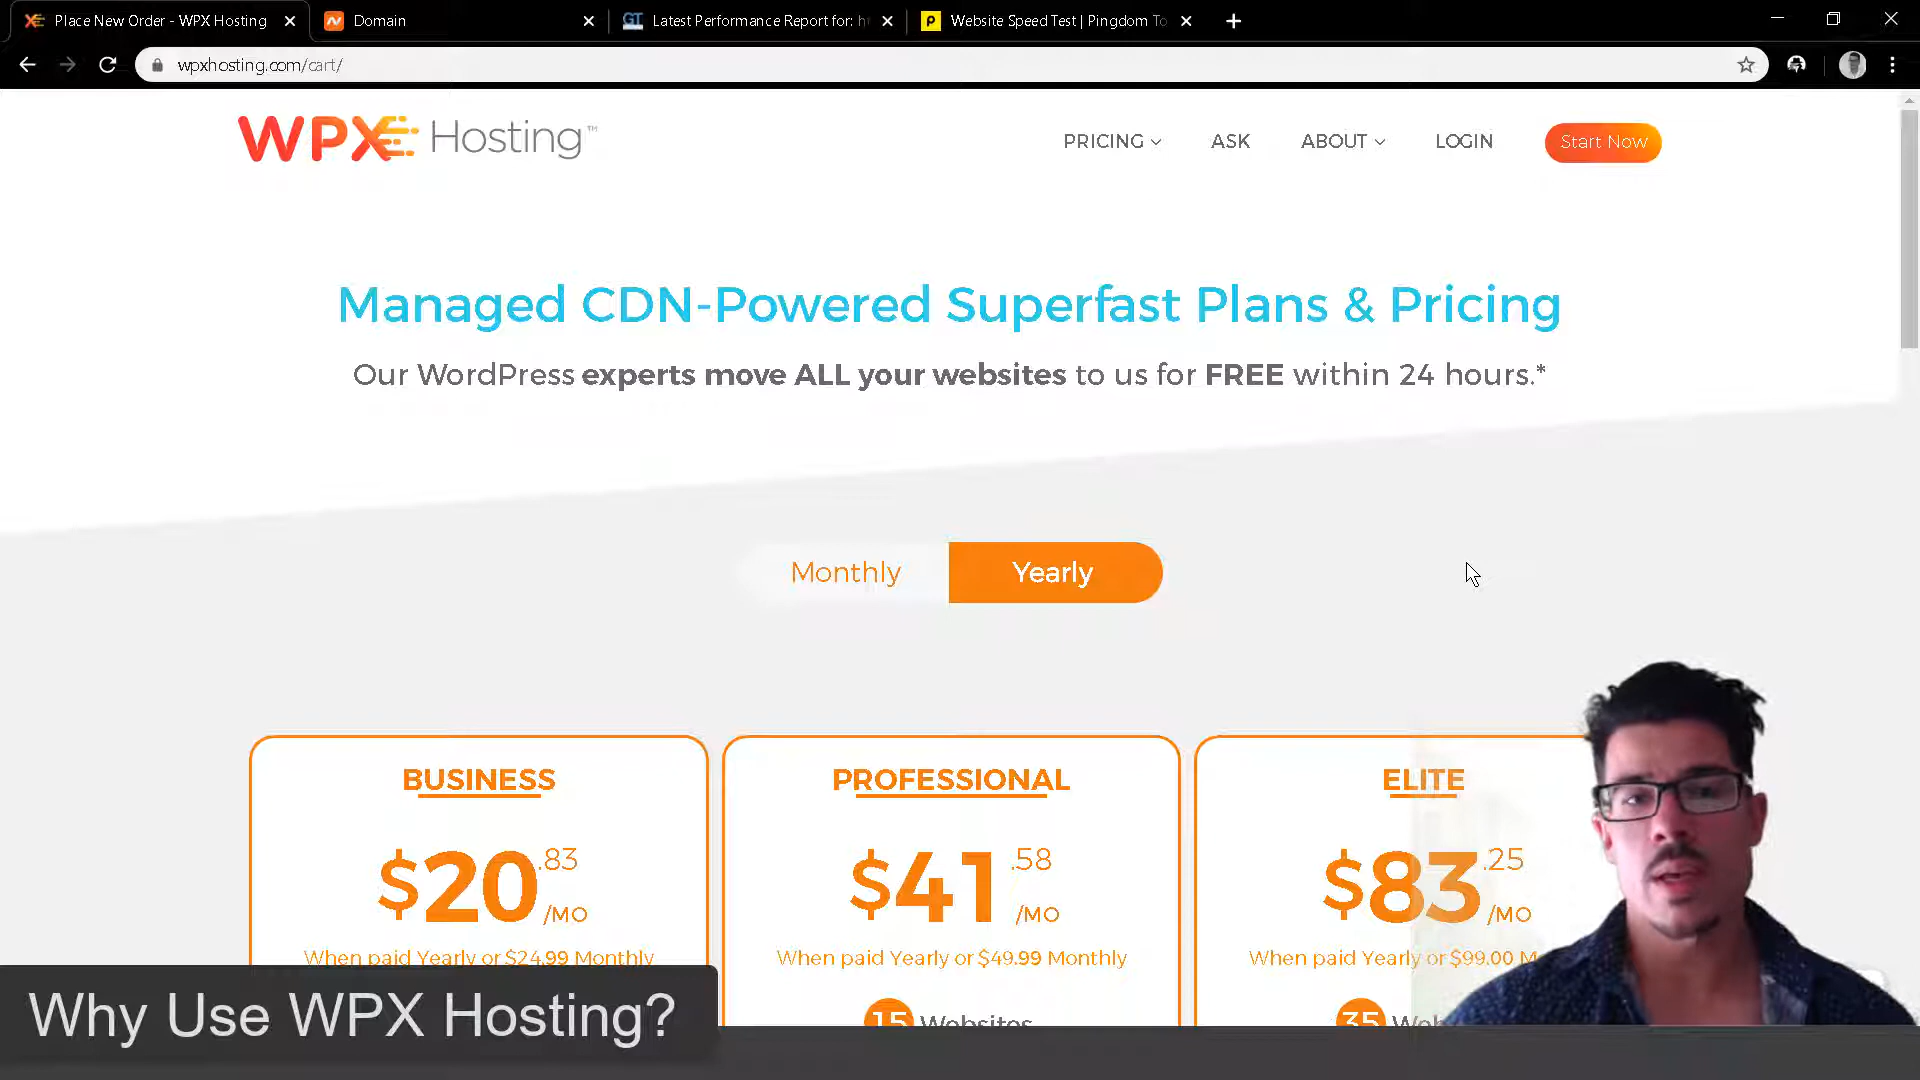 Place New Order - WPX Hosting
Domain
GT Latest Performance Report for: h
Website Speed Test | Pingdom To
wpxhosting.com/cart/
WPX Hosting™
PRICING
ASK
ABOUT
LOGIN
Start Now
Managed CDN-Powered Superfast Plans & Pricing
Our WordPress experts move ALL your websites to us for FREE within 24 hours.*
Monthly
Yearly
BUSINESS
$20.83
/MO
When paid Yearly or $24.99 Monthly
PROFESSIONAL
$41.58
/MO
When paid Yearly or $49.99 Monthly
15 Websites
ELITE
$83.25
/MO
When paid Yearly or $99.00 M
35 Web
Why Use WPX Hosting?